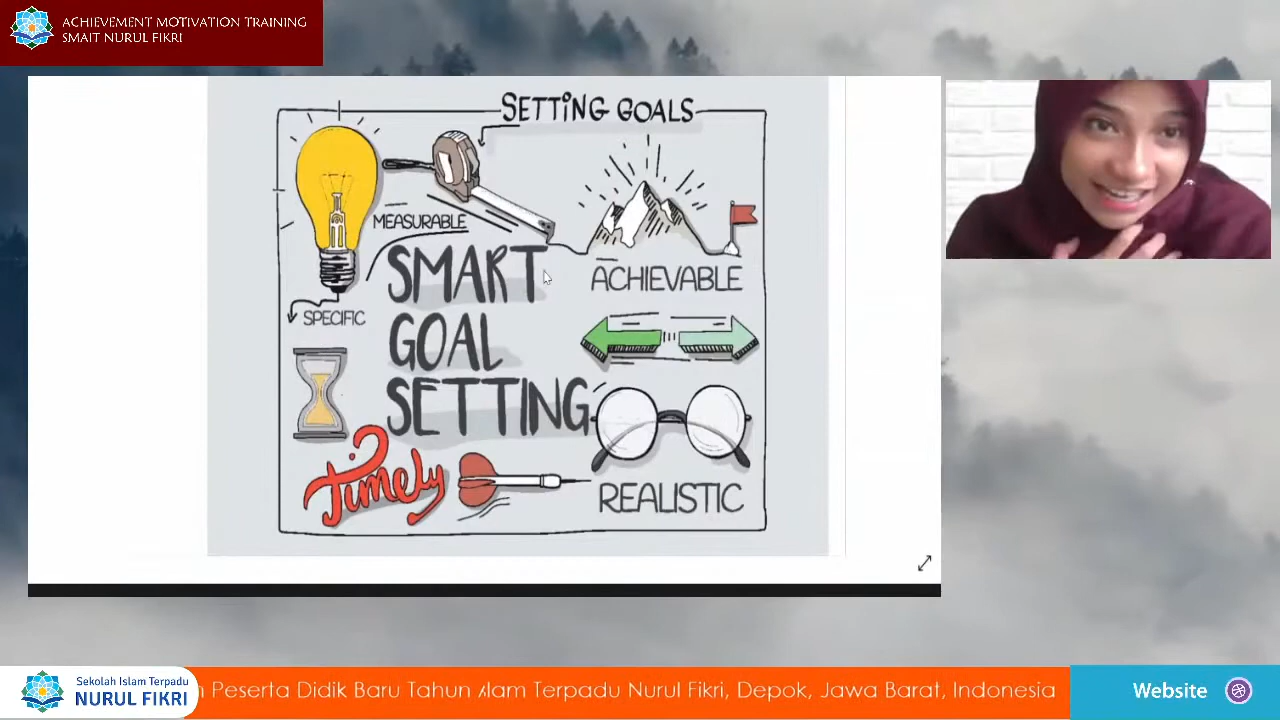 ACHIEVEMENT MOTIVATION TRAINING
SMAIT NURUL FIKRI
SETTING GOALS
MEASURABLE
SMART
GOAL
SETTING
SPECIFIC
ACHIEVABLE
Timely
REALISTIC
Sekolah Islam Terpadu
NURUL FIKRI
Peserta Didik Baru Tahun
lam Terpadu Nurul Fikri, Depok, Jawa Barat, Indonesia
Website